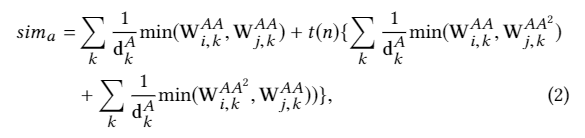 sim_a = \sum_k \frac{1}{d_k^A} min(W_{i,k}^{AA}, W_{j,k}^{AA}) + t(n)\{\sum_k \frac{1}{d_k^A} min(W_{i,k}^{AA}, W_{j,k}^{AA^2})
+ \sum_k \frac{1}{d_k^A} min(W_{i,k}^{AA^2}, W_{j,k}^{AA}))\}, (2)